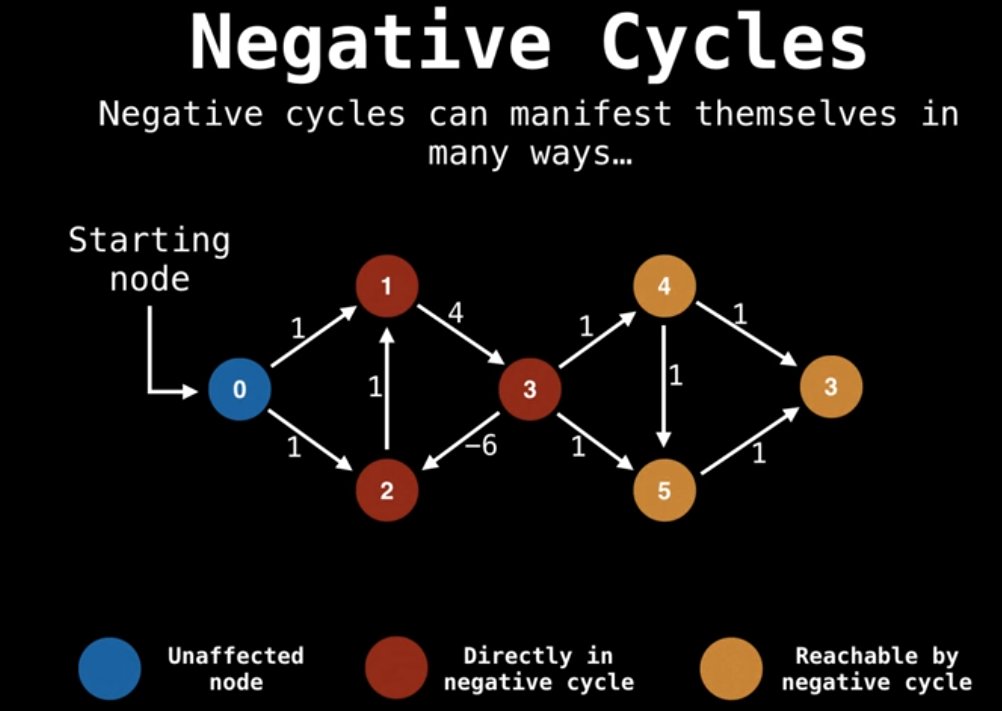 Negative Cycles
Negative cycles can manifest themselves in
many ways…
Starting
node
1
4
1
4
1
1
0
1
1
3
3
1
−6
1
1
2
5
Unaffected
node
Directly in
negative cycle
Reachable by
negative cycle